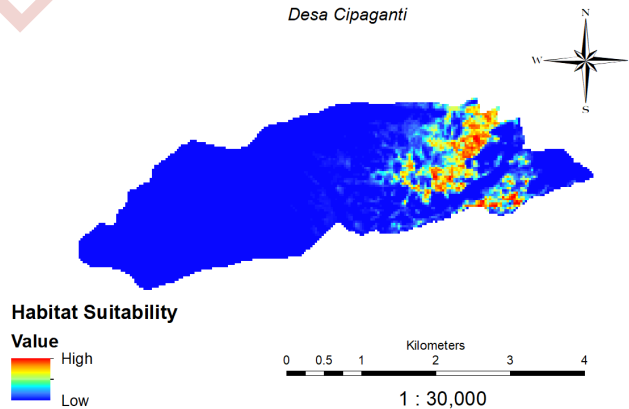 Desa Cipaganti
N
W
S
Habitat Suitability
Value
High
Low
Kilometers
0 0.5 1 2 3 4
1 : 30,000